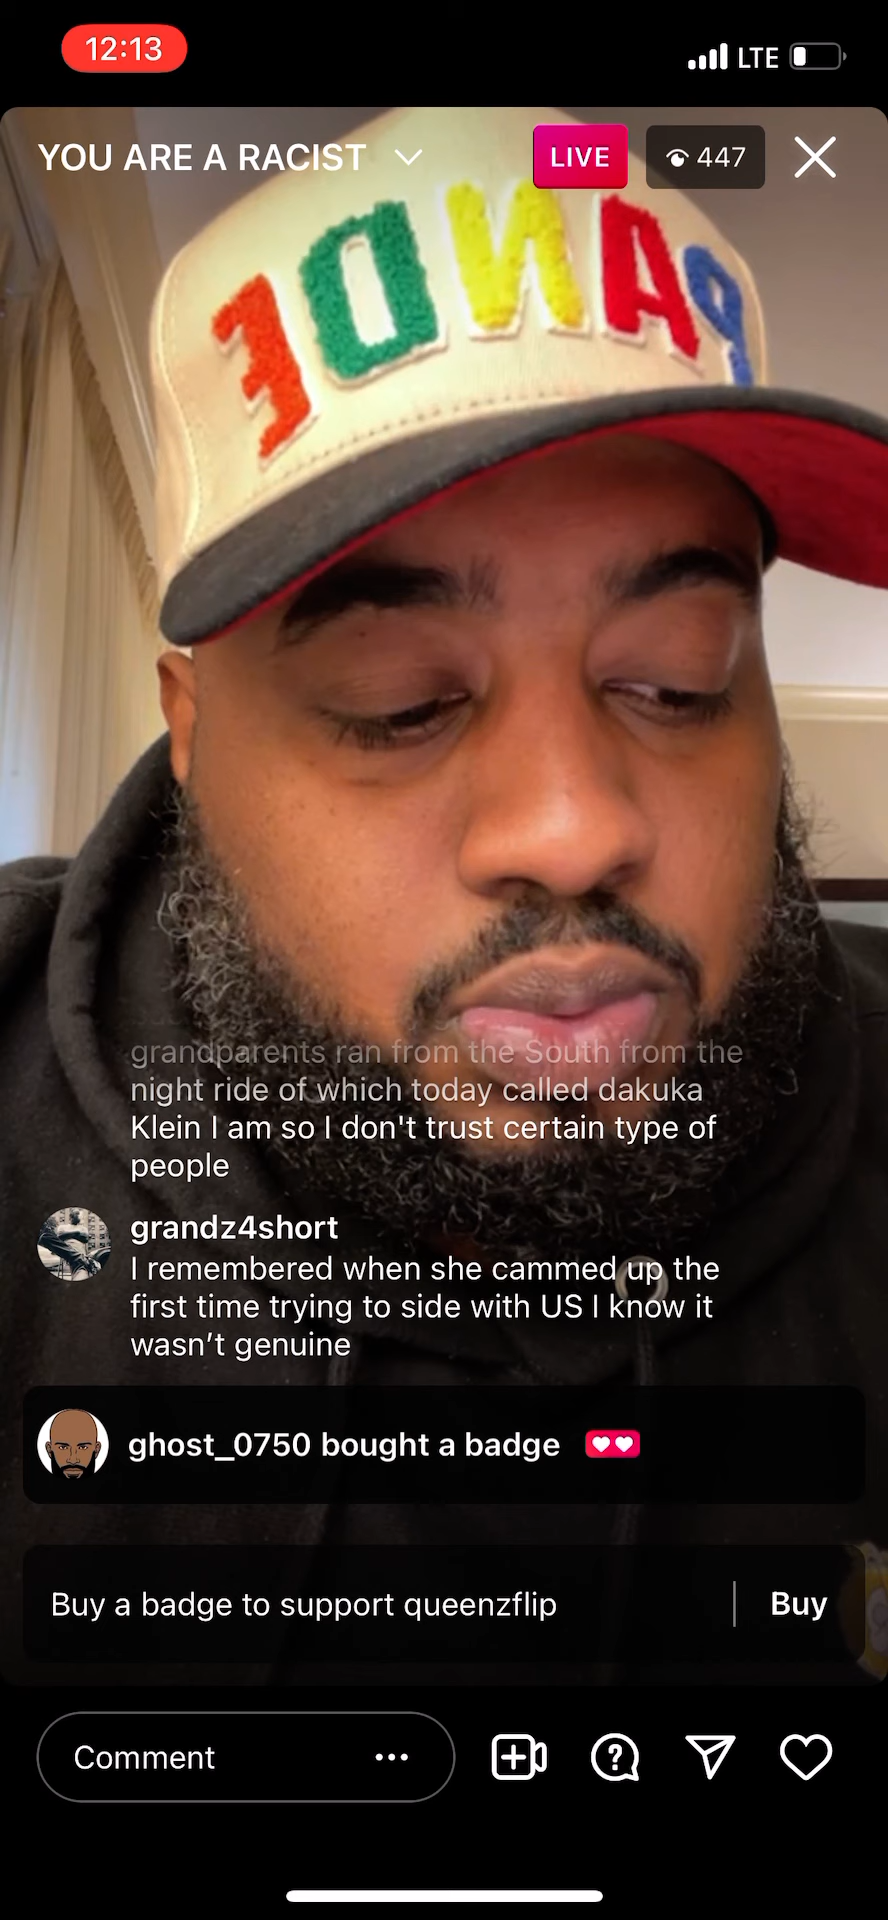 12:13
LTE
YOU ARE A RACIST
LIVE
447
PANDE
grandparents ran from the South from the
night ride of which today called dakuka
Klein I am so I don't trust certain type of
people
grandz4short
I remembered when she cammed up the
first time trying to side with US I know it
wasn't genuine
ghost_0750 bought a badge
Buy a badge to support queenzflip
Buy
Comment